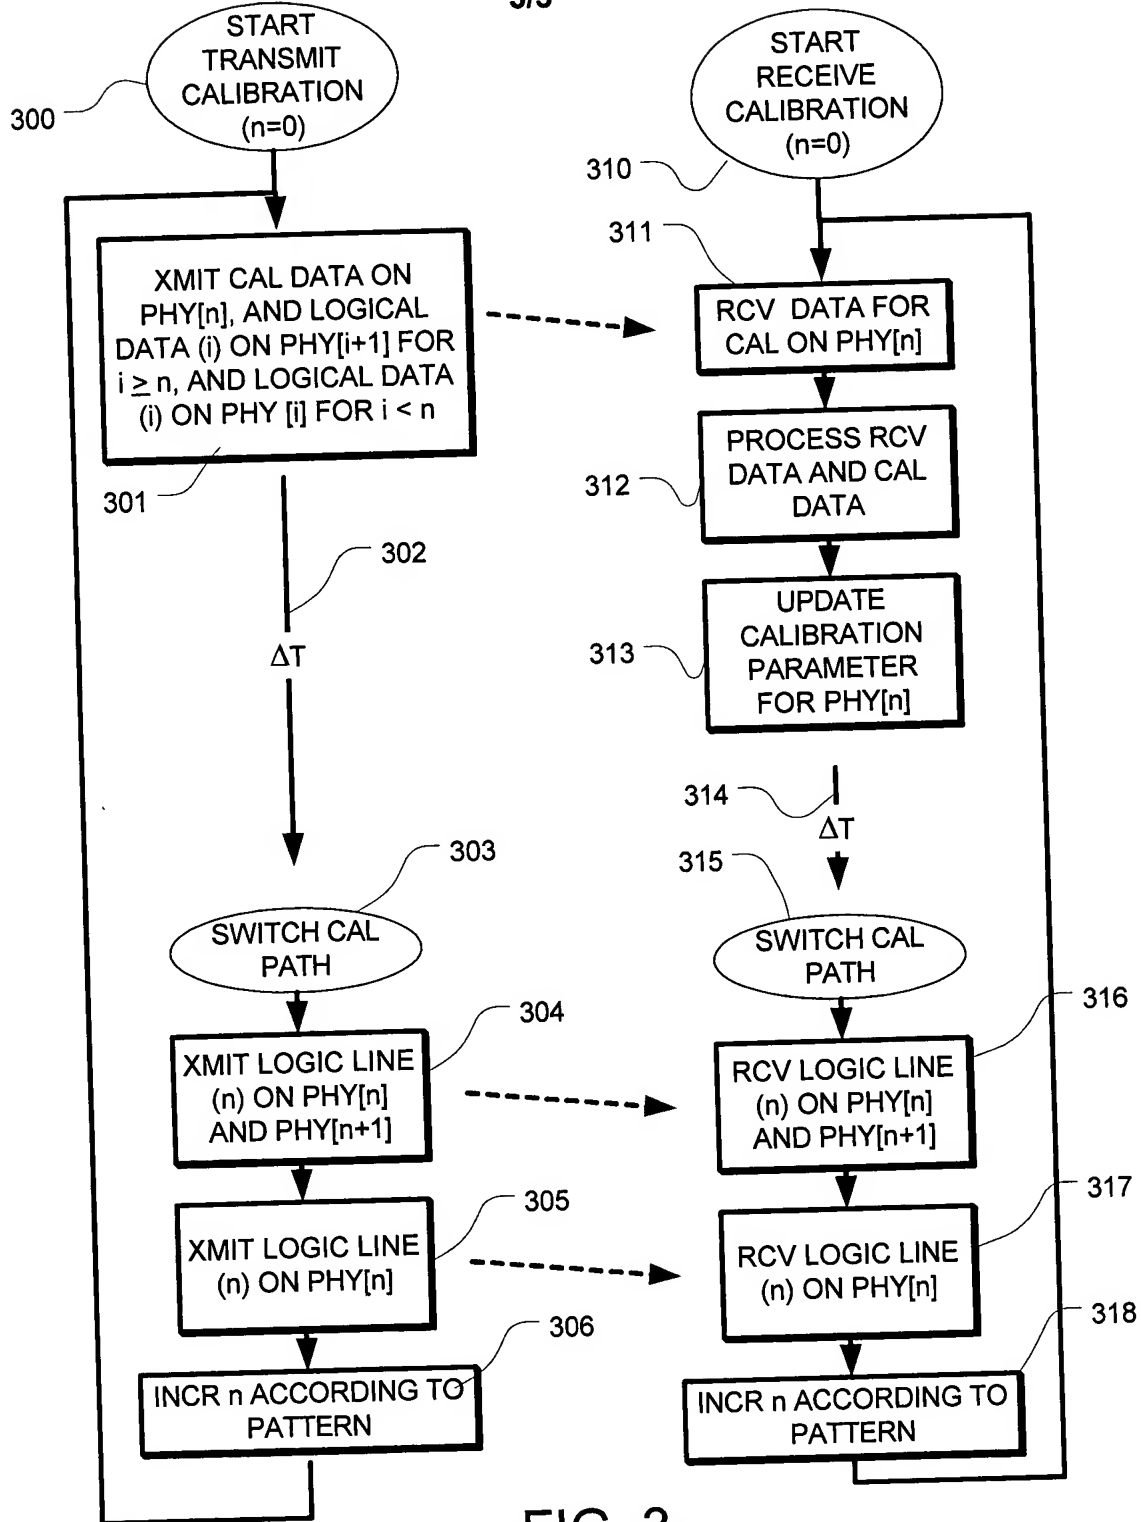 3/3
START
TRANSMIT
CALIBRATION
(n=0)
300
XMIT CAL DATA ON
PHY[n], AND LOGICAL
DATA (i) ON PHY[i+1] FOR
i ≥ n, AND LOGICAL DATA
(i) ON PHY [i] FOR i < n
301
302
ΔT
303
SWITCH CAL
PATH
304
XMIT LOGIC LINE
(n) ON PHY[n]
AND PHY[n+1]
305
XMIT LOGIC LINE
(n) ON PHY[n]
306
INCR n ACCORDING TO
PATTERN
START
RECEIVE
CALIBRATION
(n=0)
310
311
RCV DATA FOR
CAL ON PHY[n]
PROCESS RCV
DATA AND CAL
DATA
312
UPDATE
CALIBRATION
PARAMETER
FOR PHY[n]
313
314
ΔT
315
SWITCH CAL
PATH
316
RCV LOGIC LINE
(n) ON PHY[n]
AND PHY[n+1]
317
RCV LOGIC LINE
(n) ON PHY[n]
318
INCR n ACCORDING TO
PATTERN
FIG. 3